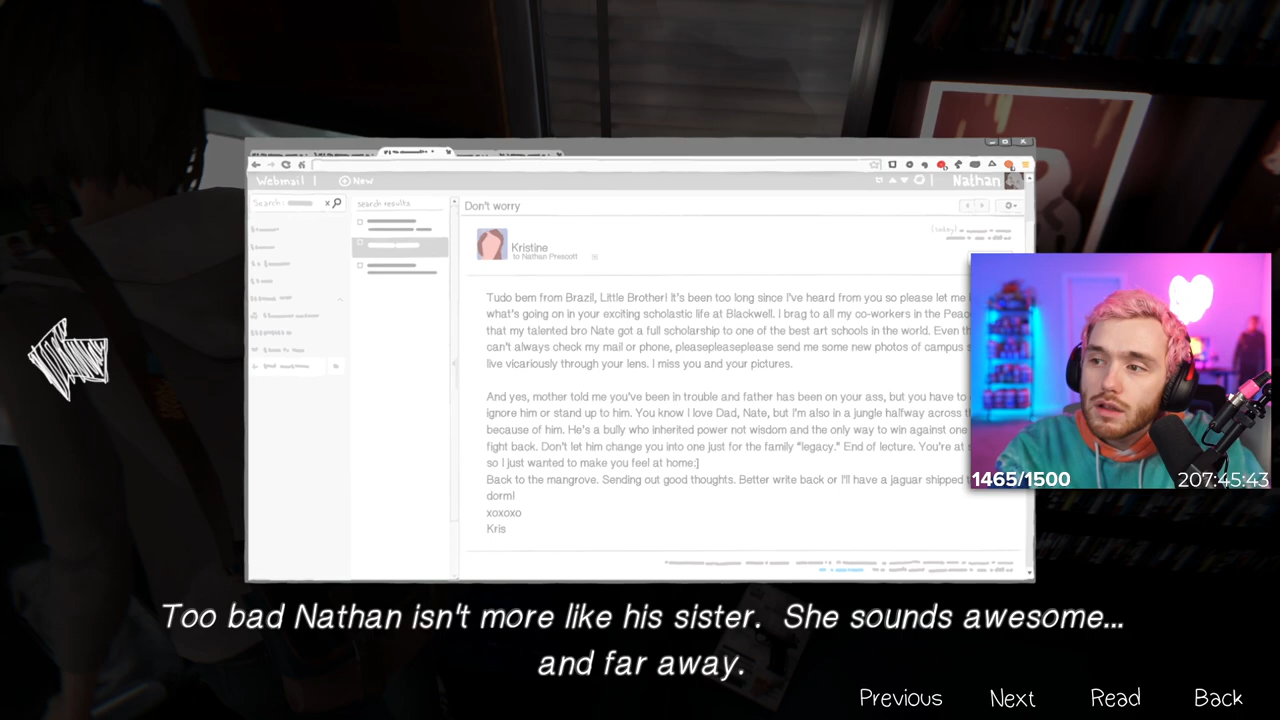 Webmail | New
Nathan
Search:
search results
Don't worry
Kristine
to Nathan Prescott
(today)
Tudo bem from Brazil, Little Brother! It's been too long since I've heard from you so please let me
what's going on in your exciting scholastic life at Blackwell. I brag to all my co-workers in the Peac
that my talented bro Nate got a full scholarship to one of the best art schools in the world. Even th
can't always check my mail or phone, pleasepleaseplease send me some new photos of campus s
live vicariously through your lens. I miss you and your pictures.
And yes, mother told me you've been in trouble and father has been on your ass, but you have to
ignore him or stand up to him. You know I love Dad, Nate, but I'm also in a jungle halfway across t
because of him. He's a bully who inherited power not wisdom and the only way to win against one
fight back. Don't let him change you into one just for the family "legacy." End of lecture. You're at s
so I just wanted to make you feel at home:]
Back to the mangrove. Sending out good thoughts. Better write back or I'll have a jaguar shipped
dorm!
xoxoxo
Kris
1465/1500
207:45:43
Too bad Nathan isn't more like his sister. She sounds awesome...
and far away.
Previous Next Read Back